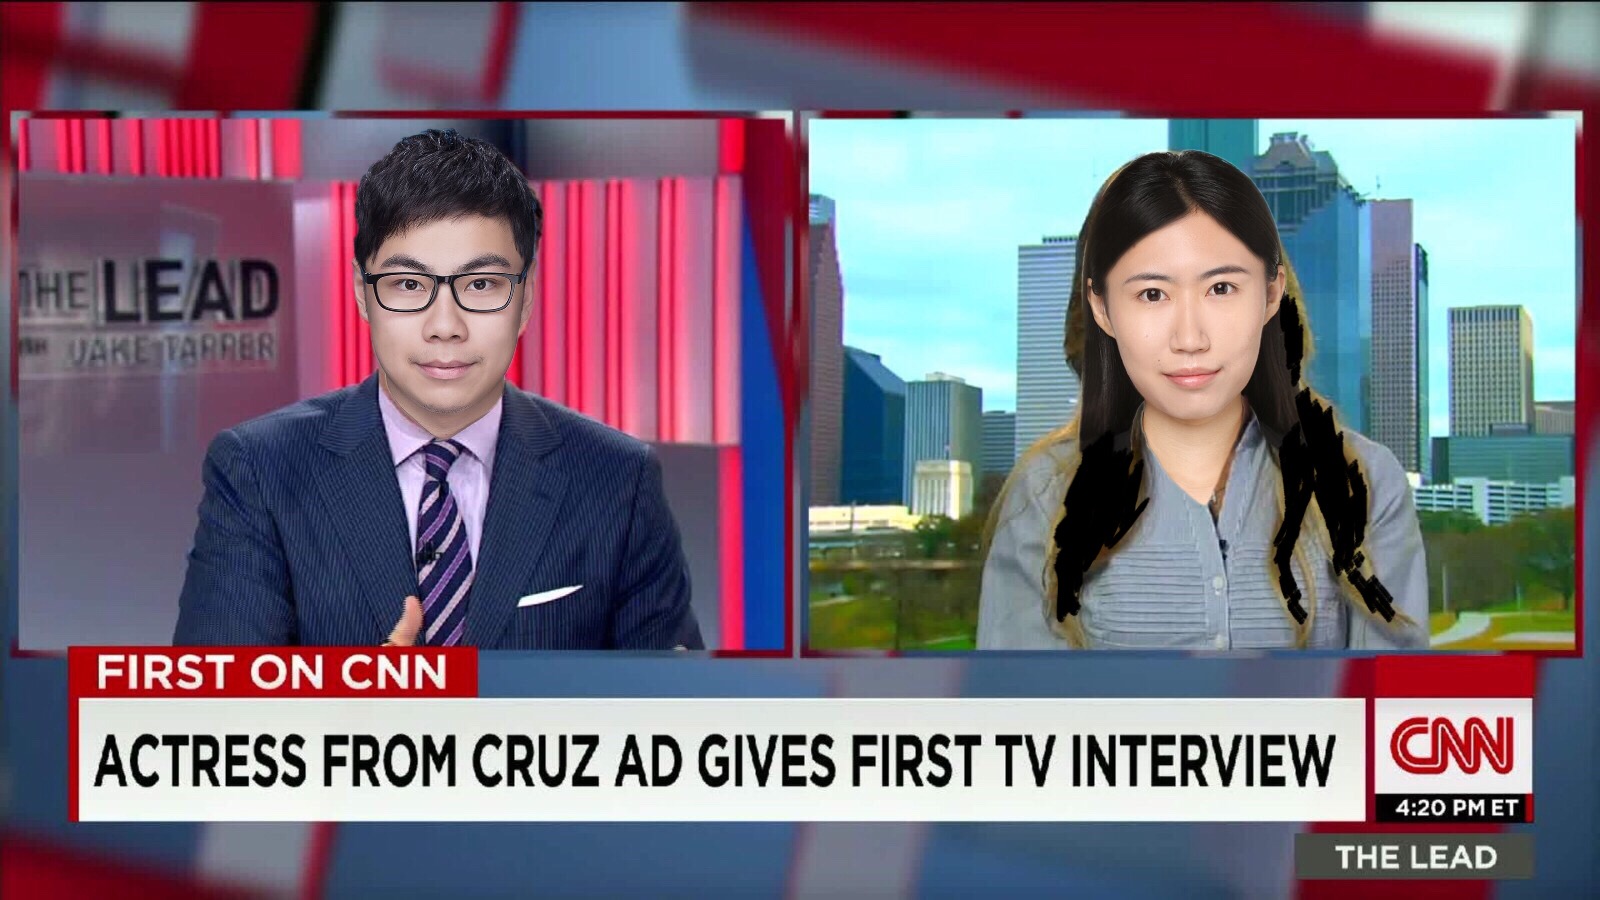 THE LEAD
JAKE TAPPER
FIRST ON CNN
ACTRESS FROM CRUZ AD GIVES FIRST TV INTERVIEW
CNN
4:20 PM ET
THE LEAD